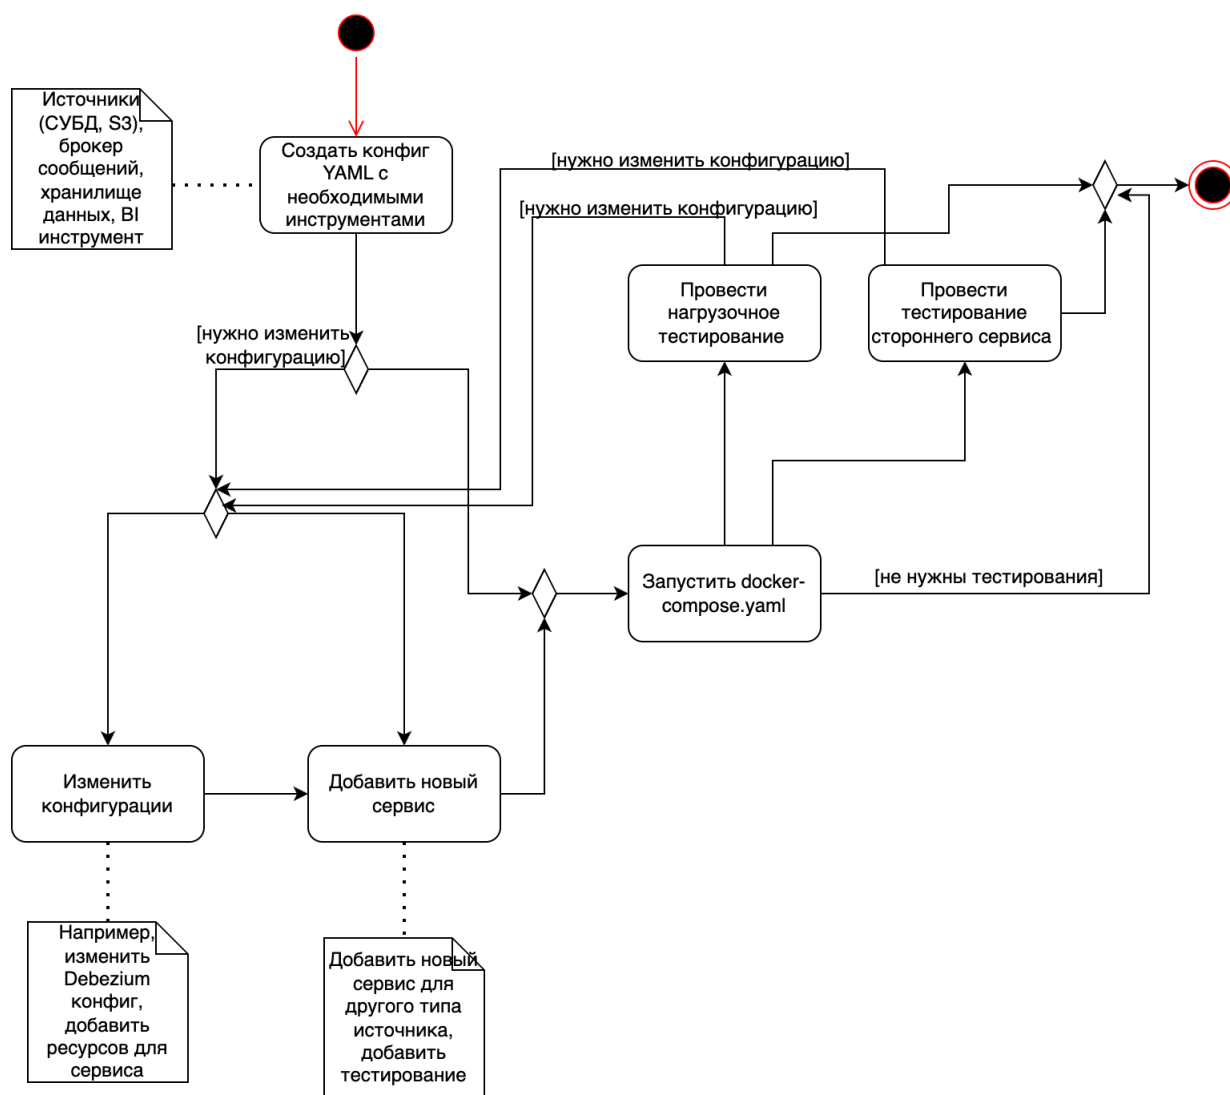 Источники
(СУБД, S3),
брокер
сообщений,
хранилище
данных, BI
инструмент
Создать конфиг
YAML с
необходимыми
инструментами
[нужно изменить конфигурацию]
[нужно изменить конфигурацию]
Провести
нагрузочное
тестирование
Провести
тестирование
стороннего сервиса
[нужно изменить
конфигурацию]
Запустить docker-
compose.yaml
[не нужны тестирования]
Изменить
конфигурации
Добавить новый
сервис
Например,
изменить
Debezium
конфиг,
добавить
ресурсов для
сервиса
Добавить новый
сервис для
другого типа
источника,
добавить
тестирование